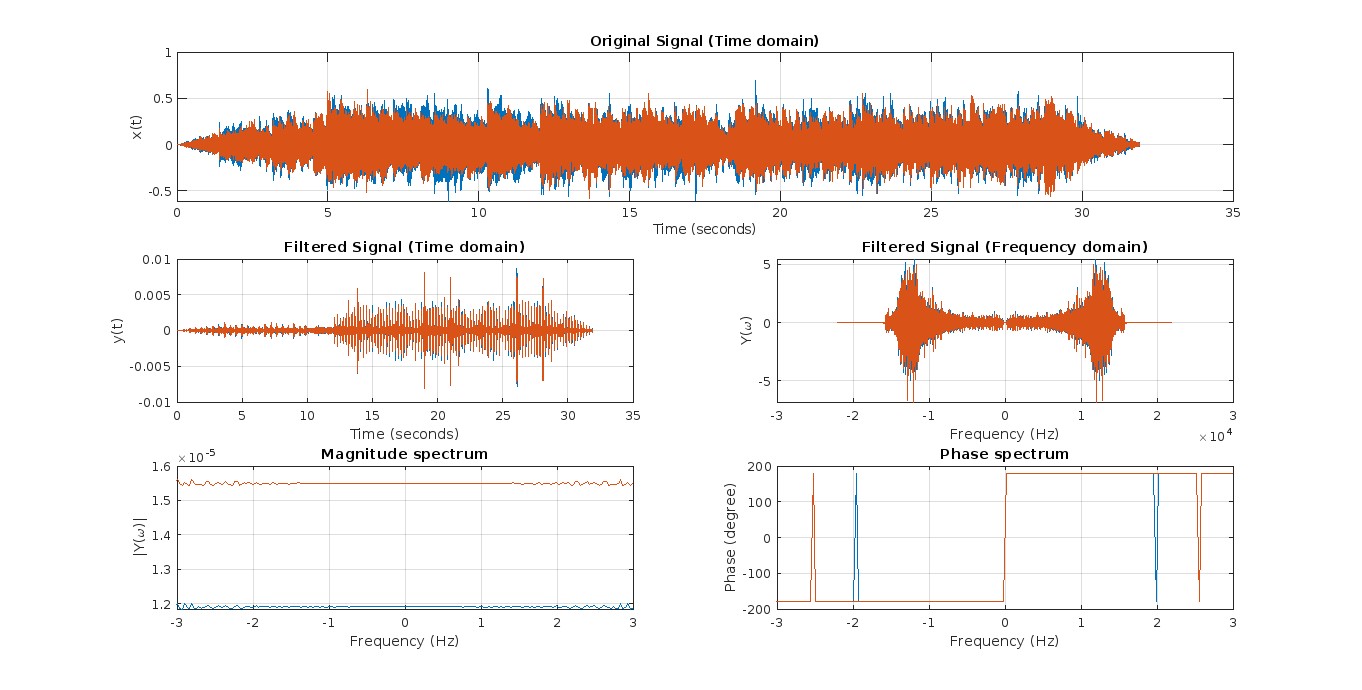 Original Signal (Time domain)
1
0.5
0
-0.5
x(t)
0 5 10 15 20 25 30 35
Time (seconds)
Filtered Signal (Time domain)
0.01
0.005
0
-0.005
-0.01
y(t)
0 5 10 15 20 25 30 35
Time (seconds)
Filtered Signal (Frequency domain)
5
0
-5
Y(ω)
-3 -2 -1 0 1 2 3
Frequency (Hz)
×10^4
Magnitude spectrum
×10^-5
1.6
1.5
1.4
1.3
1.2
|Y(ω)|
-3 -2 -1 0 1 2 3
Frequency (Hz)
Phase spectrum
200
100
0
-100
-200
Phase (degree)
-3 -2 -1 0 1 2 3
Frequency (Hz)